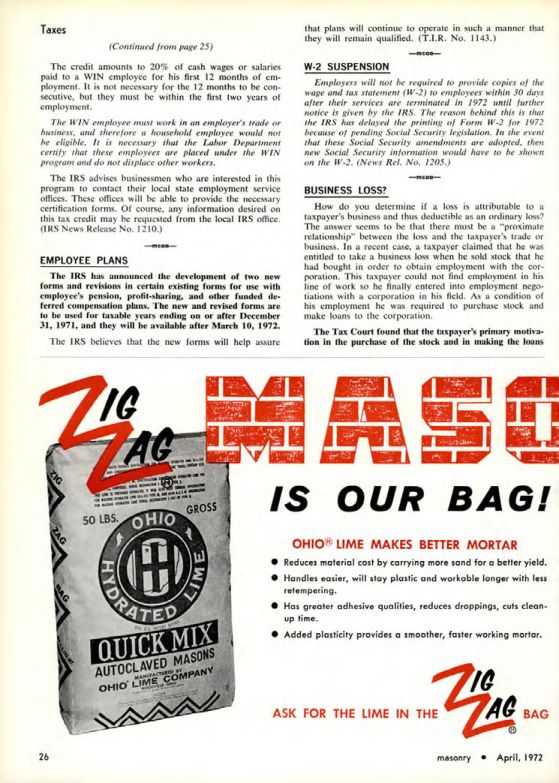 Taxes
(Continued from page 25)
The credit amounts to 20% of cash wages or salaries
paid to a WIN employee for his first 12 months of em-
ployment. It is not necessary for the 12 months to be con-
secutive, but they must be within the first two years of
employment.
The WIN employee must work in an employer's trade or
business, and therefore a household employee would not
be eligible. It is necessary that the Labor Department
certify that these employees are placed under the WIN
program and do not displace other workers.
The IRS advises businessmen who are interested in this
program to contact their local state employment service
offices. These offices will be able to provide the necessary
certification forms. Of course, any information desired on
this tax credit may be requested from the local IRS office.
(IRS News Release No. 1210.)
—mcaa—
EMPLOYEE PLANS
The IRS has announced the development of two new
forms and revisions in certain existing forms for use with
employee's pension, profit-sharing, and other funded de-
ferred compensation plans. The new and revised forms are
to be used for taxable years ending on or after December
31, 1971, and they will be available after March 10, 1972.
The IRS believes that the new forms will help assure
that plans will continue to operate in such a manner that
they will remain qualified. (T.I.R. No. 1143.)
—mcaa—
W-2 SUSPENSION
Employers will not be required to provide copies of the
wage and tax statement (W-2) to employees within 30 days
after their services are terminated in 1972 until further
notice is given by the IRS. The reason behind this is that
the IRS has delayed the printing of Form W-2 for 1972
because of pending Social Security legislation. In the event
that these Social Security amendments are adopted, then
new Social Security information would have to be shown
on the W-2. (News Rel. No. 1205.)
—mcaa—
BUSINESS LOSS?
How do you determine if a loss is attributable to a
taxpayer's business and thus deductible as an ordinary loss?
The answer seems to be that there must be a "proximate
relationship" between the loss and the taxpayer's trade or
business. In a recent case, a taxpayer claimed that he was
entitled to take a business loss when he sold stock that he
had bought in order to obtain employment with the cor-
poration. This taxpayer could not find employment in his
line of work so he finally entered into employment nego-
tiations with a corporation in his field. As a condition of
his employment he was required to purchase stock and
make loans to the corporation.
The Tax Court found that the taxpayer's primary motiva-
tion in the purchase of the stock and in making the loans
ZIG
ZAG
®
MASO
IS OUR BAG!
50 LBS.
GROSS
OHIO
HYDRATED LIME
QUICK MIX
AUTOCLAVED MASONS
MANUFACTURED BY
OHIO LIME COMPANY
ZAG
ZAG
OHIO® LIME MAKES BETTER MORTAR
● Reduces material cost by carrying more sand for a better yield.
● Handles easier, will stay plastic and workable longer with less
retempering.
● Has greater adhesive qualities, reduces droppings, cuts clean-
up time.
● Added plasticity provides a smoother, faster working mortar.
ASK FOR THE LIME IN THE ZIG ZAG® BAG
26
masonry ● April, 1972